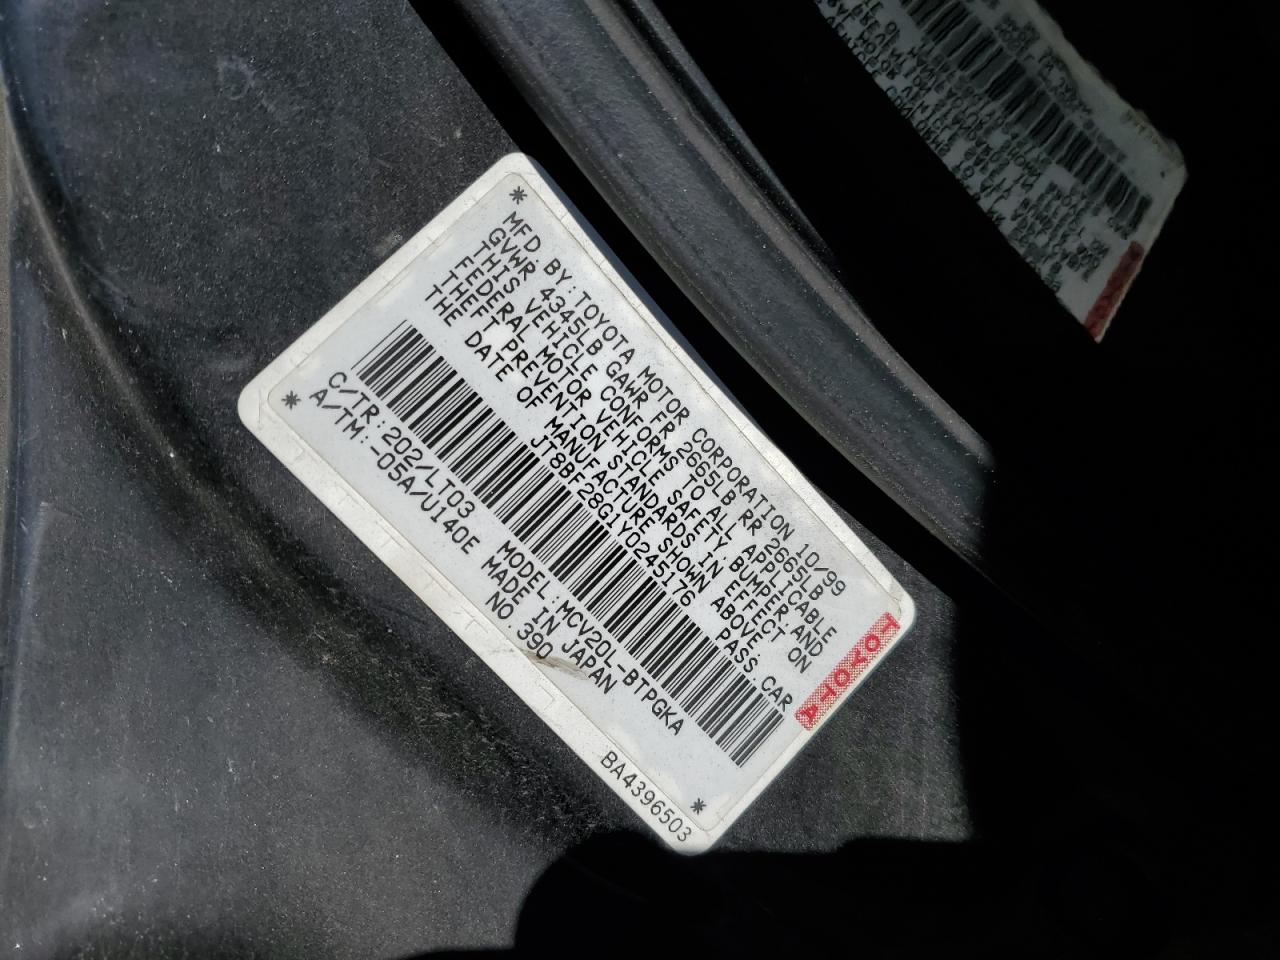 MFD. BY: TOYOTA MOTOR CORPORATION 10/99
GVWR 4345LB GAWR FR 2665LB RR 2665LB
THIS VEHICLE CONFORMS TO ALL APPLICABLE
FEDERAL MOTOR VEHICLE SAFETY, BUMPER, AND
THEFT PREVENTION STANDARDS IN EFFECT ON
THE DATE OF MANUFACTURE SHOWN ABOVE.
JT8BF28G1Y0245176 PASS. CAR
C/TR: 202/LT03 MODEL: MCV20L-BTPGKA
A/TM: -05A/U140E MADE IN JAPAN
NO. 390
BA4396503
TOYOTA